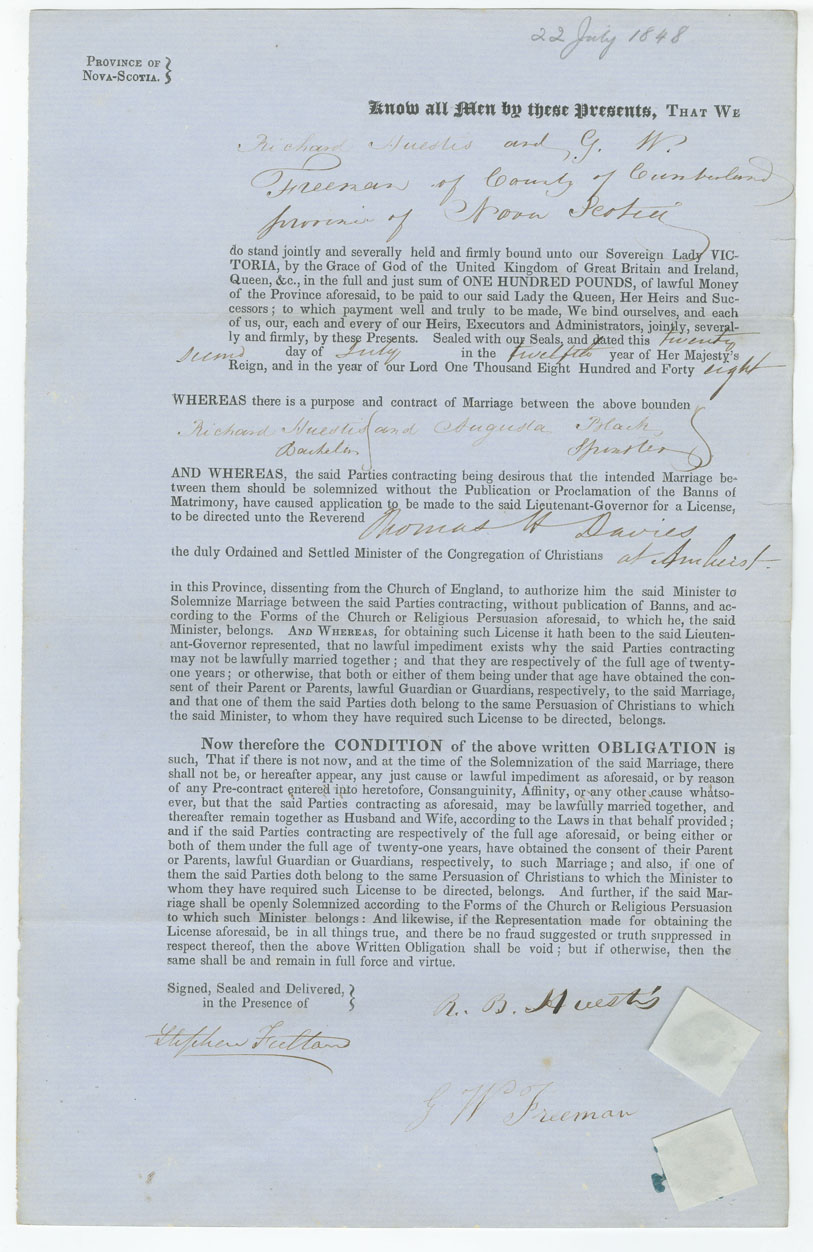 22 July 1848
PROVINCE OF
NOVA-SCOTIA.
Know all Men by these Presents, THAT WE
Richard Huestis and G. W.
Freeman of County of Cumberland
province of Nova Scotia
do stand jointly and severally held and firmly bound unto our Sovereign Lady VIC-
TORIA, by the Grace of God of the United Kingdom of Great Britain and Ireland,
Queen, &c., in the full and just sum of ONE HUNDRED POUNDS, of lawful Money
of the Province aforesaid, to be paid to our said Lady the Queen, Her Heirs and Suc-
cessors; to which payment well and truly to be made, We bind ourselves, and each
of us, our, each and every of our Heirs, Executors and Administrators, jointly, several-
ly and firmly, by these Presents. Sealed with our Seals, and dated this twenty
second day of July in the twelfth year of Her Majesty's
Reign, and in the year of our Lord One Thousand Eight Hundred and Forty eight
WHEREAS there is a purpose and contract of Marriage between the above bounden
Richard Huestis and Augusta Black
Bachelor Spinster
AND WHEREAS, the said Parties contracting being desirous that the intended Marriage be-
tween them should be solemnized without the Publication or Proclamation of the Banns of
Matrimony, have caused application to be made to the said Lieutenant-Governor for a License,
to be directed unto the Reverend Thomas H Davies
the duly Ordained and Settled Minister of the Congregation of Christians at Amherst
in this Province, dissenting from the Church of England, to authorize him the said Minister to
Solemnize Marriage between the said Parties contracting, without publication of Banns, and ac-
cording to the Forms of the Church or Religious Persuasion aforesaid, to which he, the said
Minister, belongs. AND WHEREAS, for obtaining such License it hath been to the said Lieuten-
ant-Governor represented, that no lawful impediment exists why the said Parties contracting
may not be lawfully married together; and that they are respectively of the full age of twenty-
one years; or otherwise, that both or either of them being under that age have obtained the con-
sent of their Parent or Parents, lawful Guardian or Guardians, respectively, to the said Marriage,
and that one of them the said Parties doth belong to the same Persuasion of Christians to which
the said Minister, to whom they have required such License to be directed, belongs.
Now therefore the CONDITION of the above written OBLIGATION is
such, That if there is not now, and at the time of the Solemnization of the said Marriage, there
shall not be, or hereafter appear, any just cause or lawful impediment as aforesaid, or by reason
of any Pre-contract entered into heretofore, Consanguinity, Affinity, or any other cause whatso-
ever, but that the said Parties contracting as aforesaid, may be lawfully married together, and
thereafter remain together as Husband and Wife, according to the Laws in that behalf provided;
and if the said Parties contracting are respectively of the full age aforesaid, or being either or
both of them under the full age of twenty-one years, have obtained the consent of their Parent
or Parents, lawful Guardian or Guardians, respectively, to such Marriage; and also, if one of
them the said Parties doth belong to the same Persuasion of Christians to which the Minister to
whom they have required such License to be directed, belongs. And further, if the said Mar-
riage shall be openly Solemnized according to the Forms of the Church or Religious Persuasion
to which such Minister belongs: And likewise, if the Representation made for obtaining the
License aforesaid, be in all things true, and there be no fraud suggested or truth suppressed in
respect thereof, then the above Written Obligation shall be void; but if otherwise, then the
same shall be and remain in full force and virtue.
Signed, Sealed and Delivered,
in the Presence of
R. B. Huestis
Stephen Fulton
G W Freeman